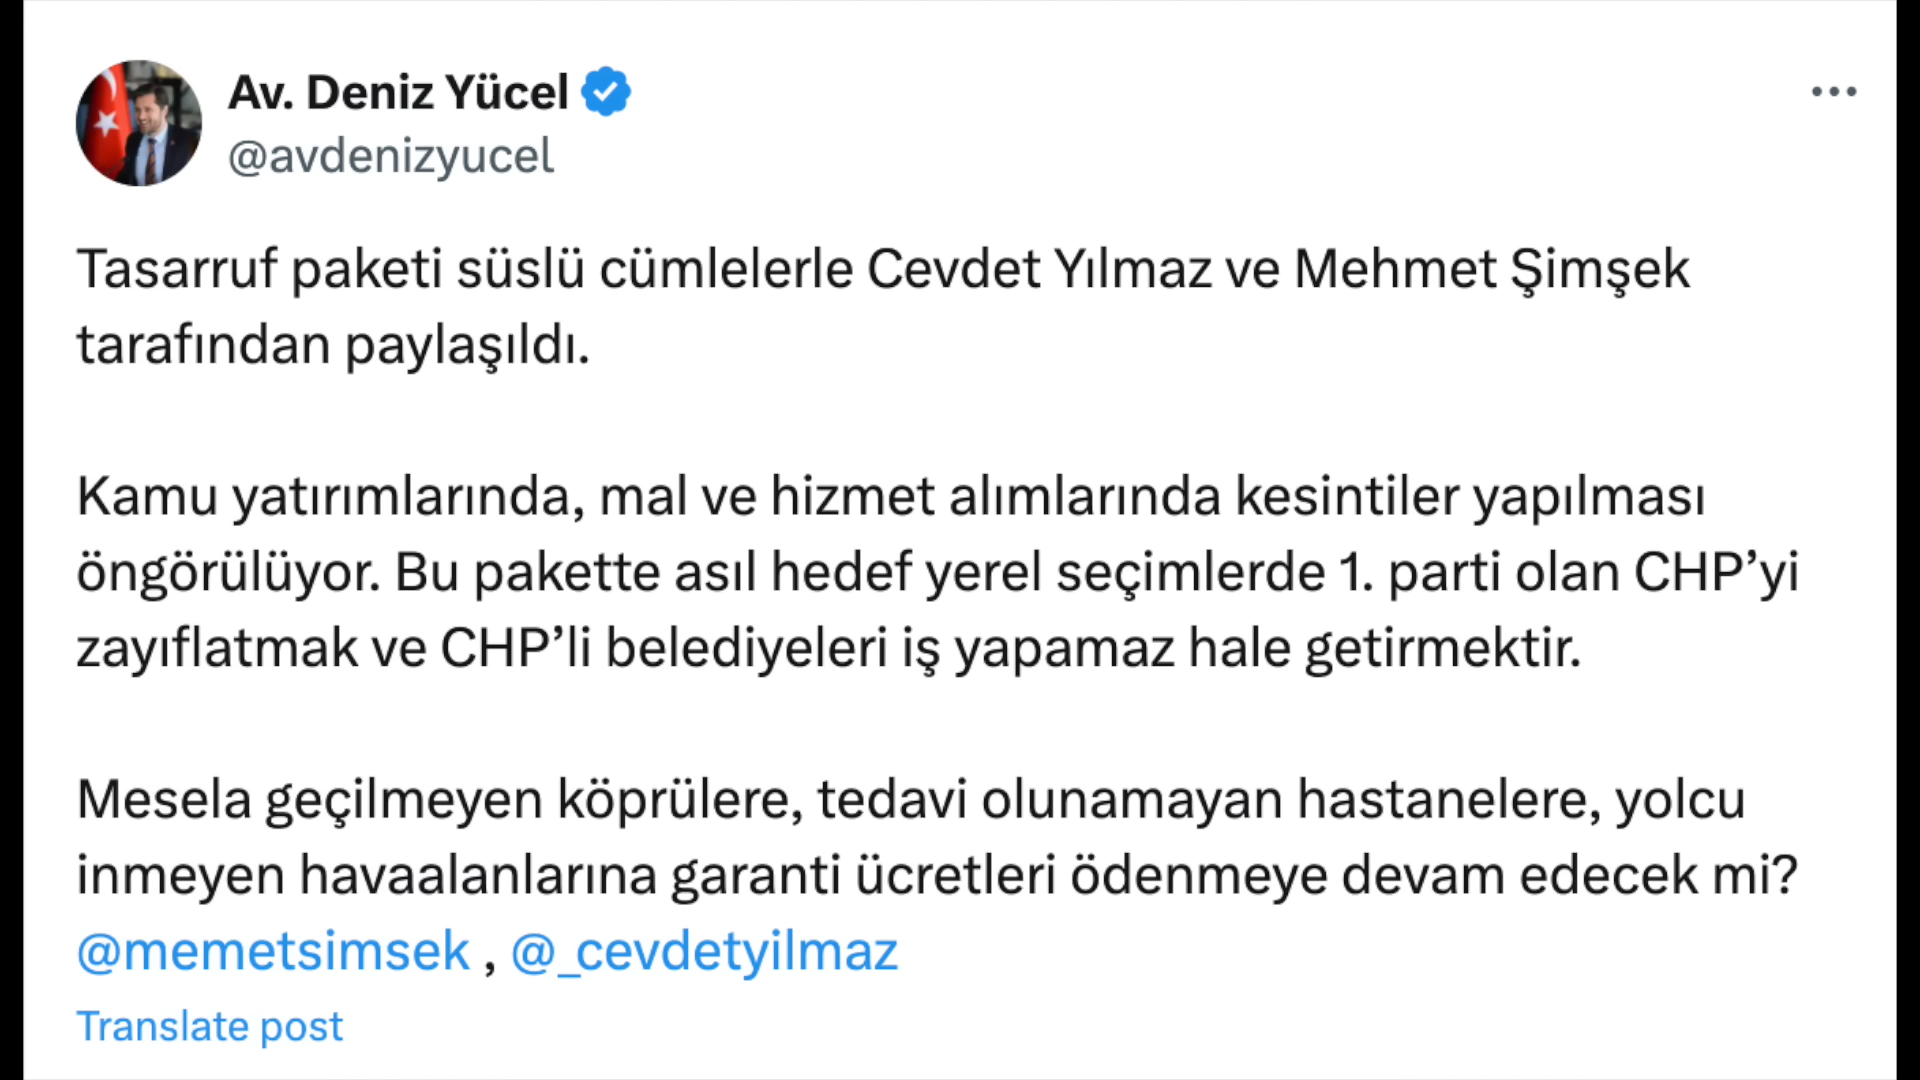 Av. Deniz Yücel
@avdenizyucel
Tasarruf paketi süslü cümlelerle Cevdet Yılmaz ve Mehmet Şimşek
tarafından paylaşıldı.
Kamu yatırımlarında, mal ve hizmet alımlarında kesintiler yapılması
öngörülüyor. Bu pakette asıl hedef yerel seçimlerde 1. parti olan CHP’yi
zayıflatmak ve CHP’li belediyeleri iş yapamaz hale getirmektir.
Mesela geçilmeyen köprülere, tedavi olunamayan hastanelere, yolcu
inmeyen havaalanlarına garanti ücretleri ödenmeye devam edecek mi?
@memetsimsek , @_cevdetyilmaz
Translate post